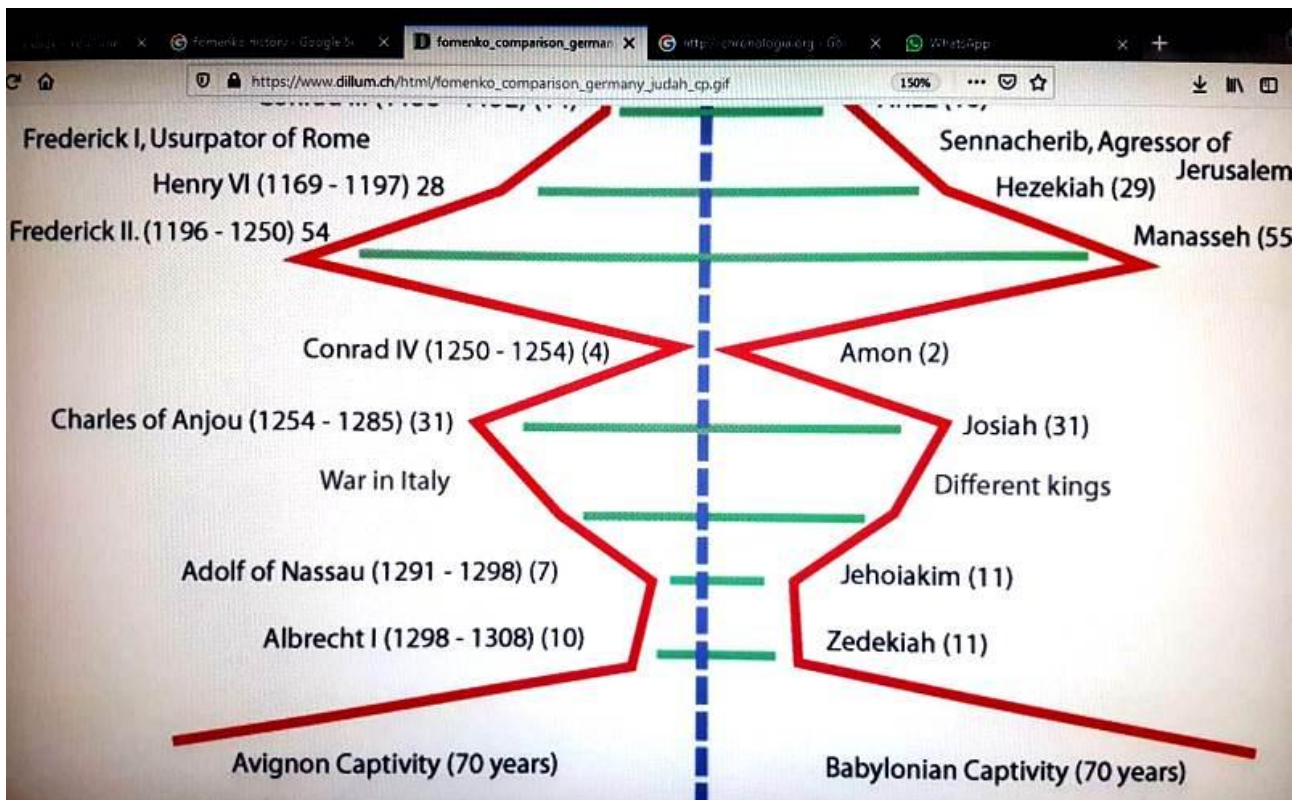 fomenko history - Google S
fomenko_comparison_german
WhatsApp
https://www.dillum.ch/html/fomenko_comparison_germany_judah_cp.gif
150%
Frederick I, Usurpator of Rome
Sennacherib, Agressor of
Jerusalem
Henry VI (1169 - 1197) 28
Hezekiah (29)
Frederick II. (1196 - 1250) 54
Manasseh (55
Conrad IV (1250 - 1254) (4)
Amon (2)
Charles of Anjou (1254 - 1285) (31)
Josiah (31)
War in Italy
Different kings
Adolf of Nassau (1291 - 1298) (7)
Jehoiakim (11)
Albrecht I (1298 - 1308) (10)
Zedekiah (11)
Avignon Captivity (70 years)
Babylonian Captivity (70 years)